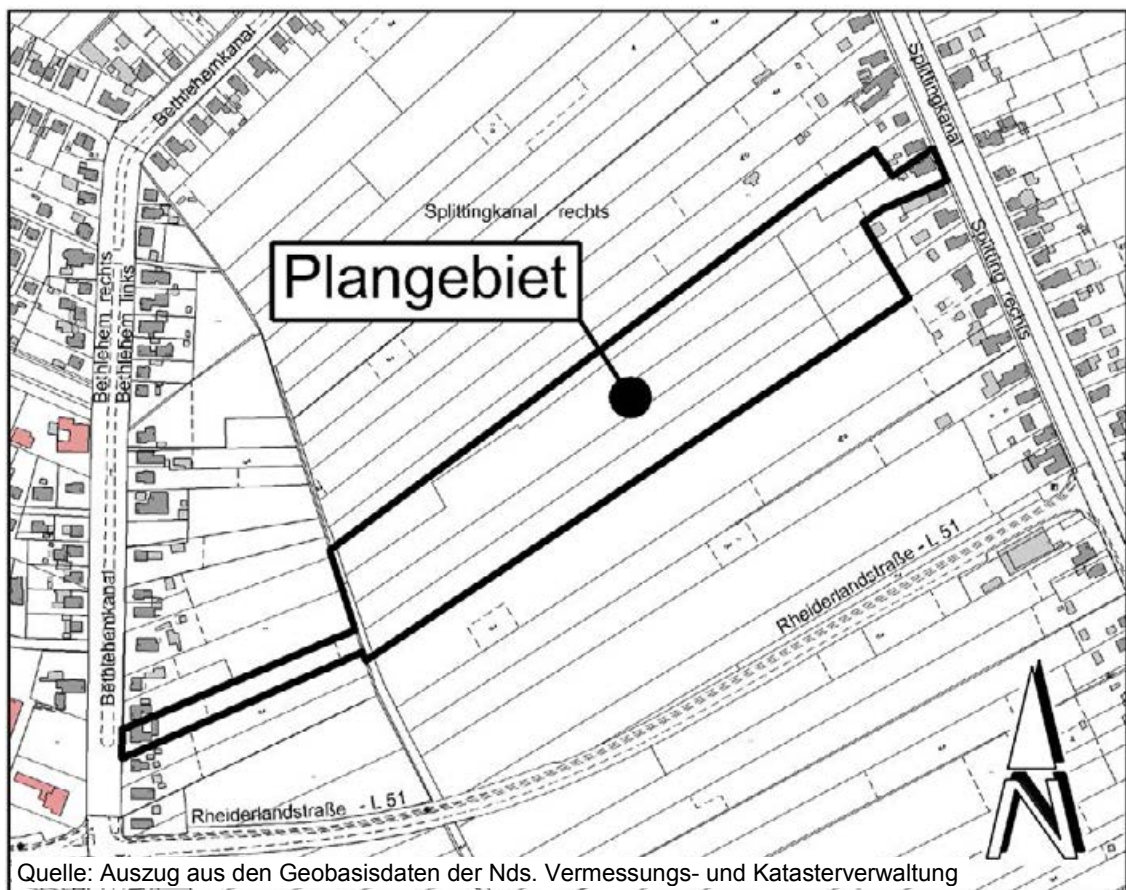 Bethlehemkanal
Splittingkanal
Splittingkanal rechts
Plangebiet
Bethlehem rechts
Bethlehem links
Splitting rechts
Bethlehemkanal
Rheiderlandstraße - L 51
Rheiderlandstraße - L 51
N
Quelle: Auszug aus den Geobasisdaten der Nds. Vermessungs- und Katasterverwaltung